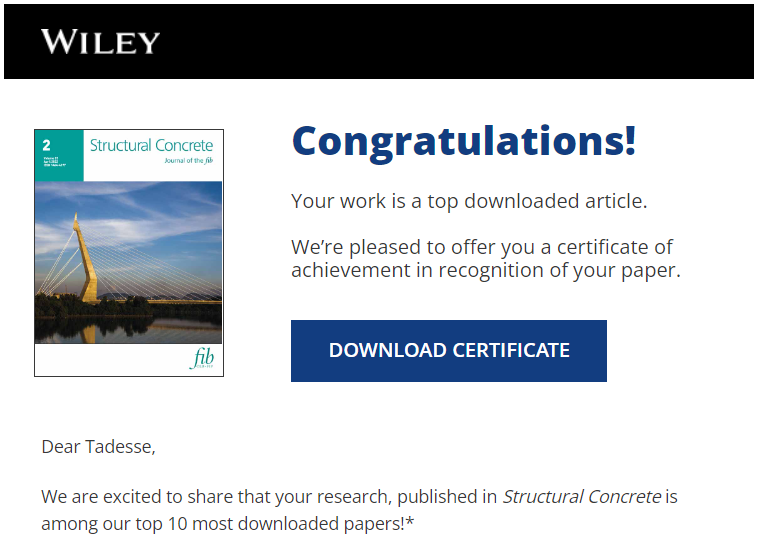 WILEY
2
Structural Concrete
Journal of the fib
fib
Congratulations!
Your work is a top downloaded article.
We’re pleased to offer you a certificate of
achievement in recognition of your paper.
DOWNLOAD CERTIFICATE
Dear Tadesse,
We are excited to share that your research, published in Structural Concrete is
among our top 10 most downloaded papers!*